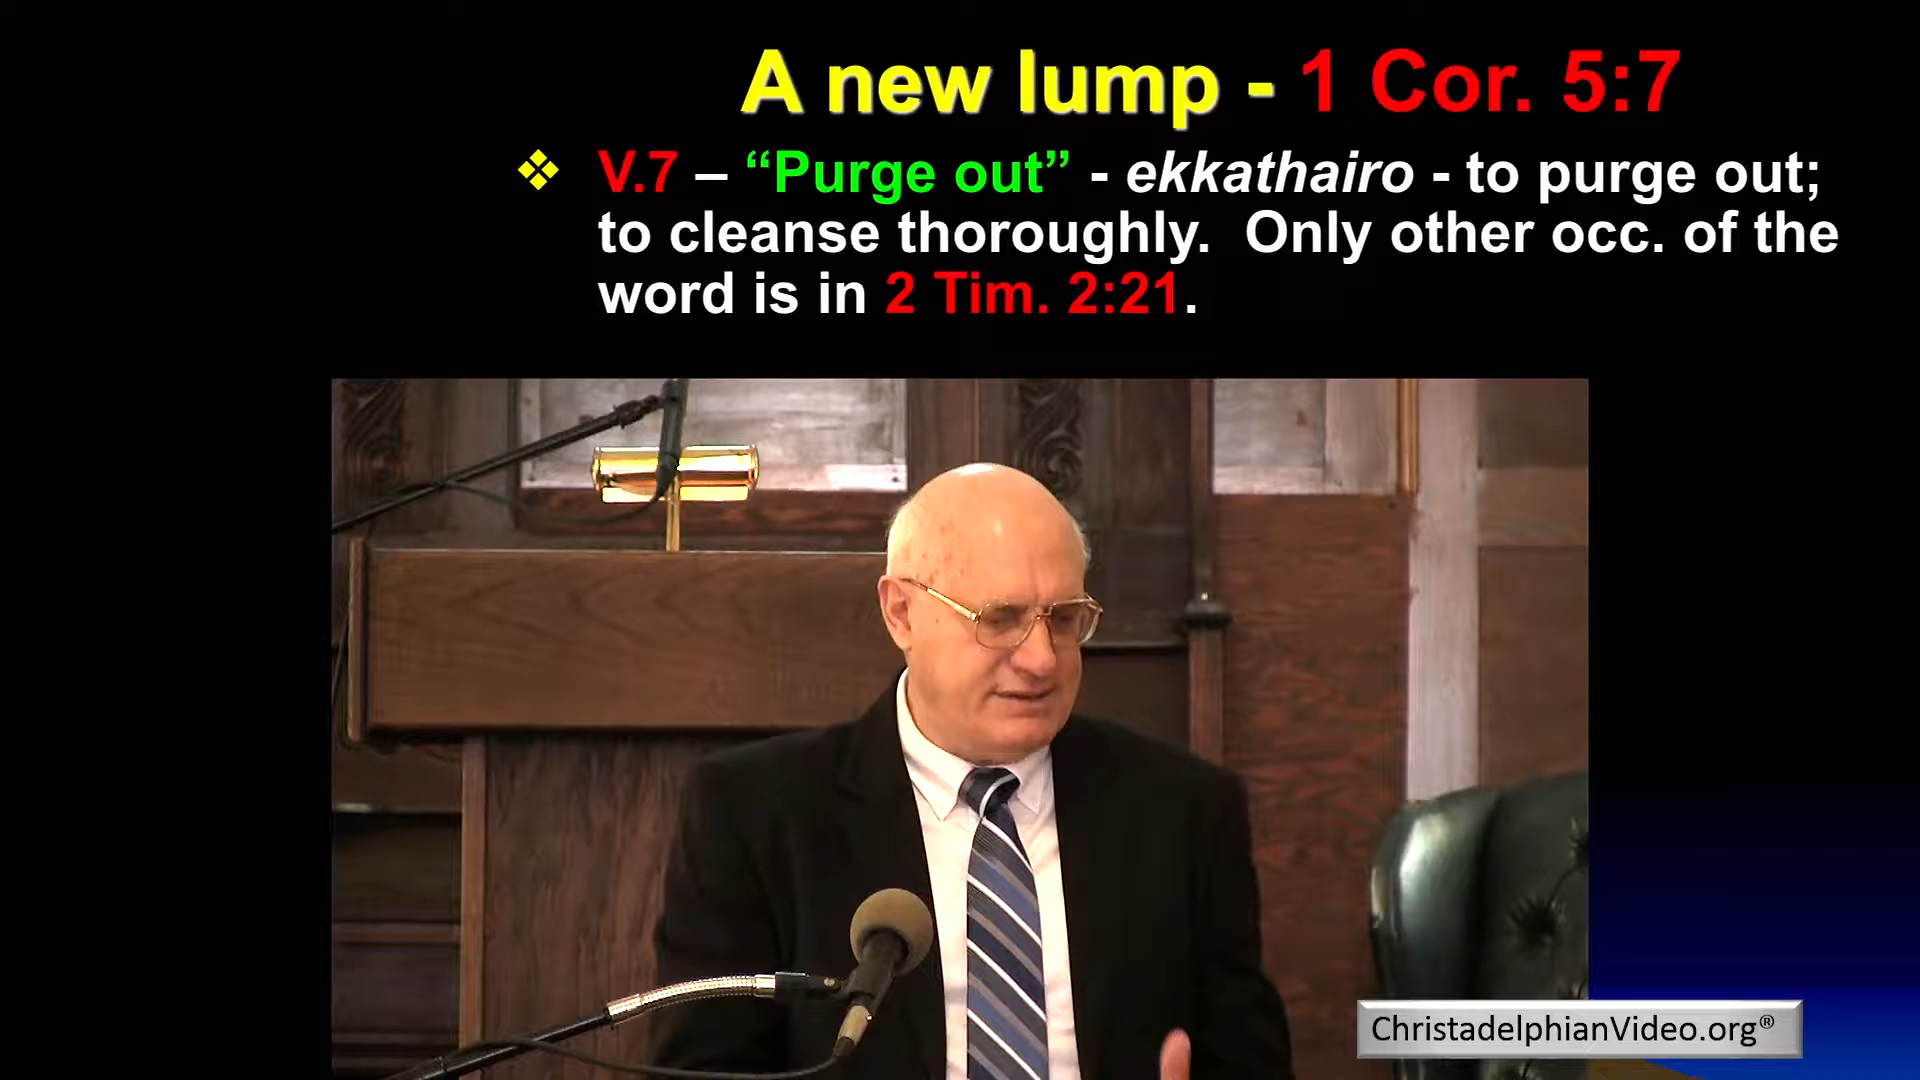 A new lump - 1 Cor. 5:7
❖ V.7 – “Purge out” - ekkathairo - to purge out;
to cleanse thoroughly.  Only other occ. of the
word is in 2 Tim. 2:21.
ChristadelphianVideo.org®